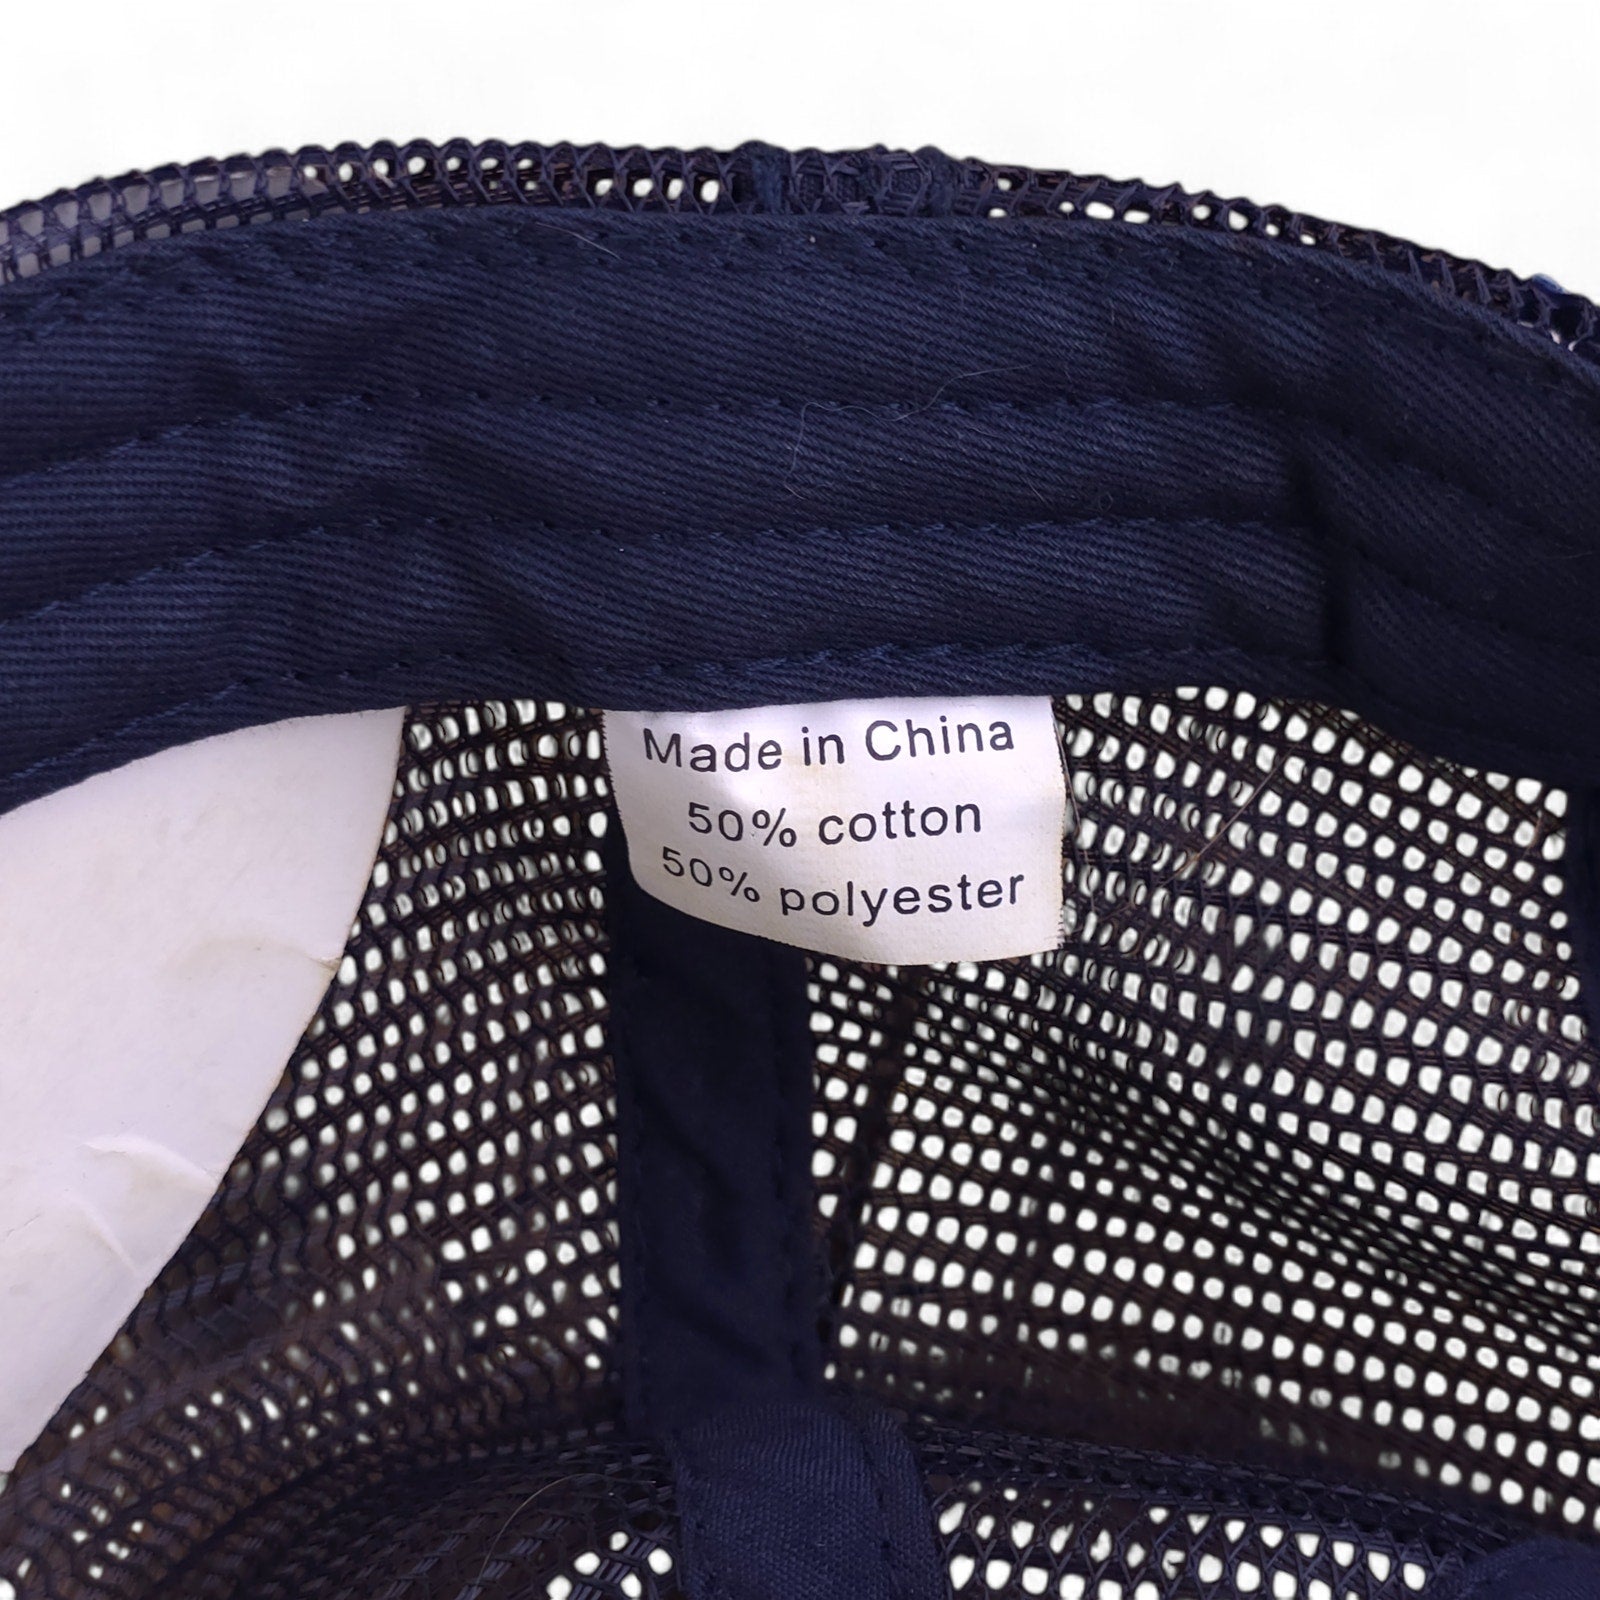 Made in China
50% cotton
50% polyester